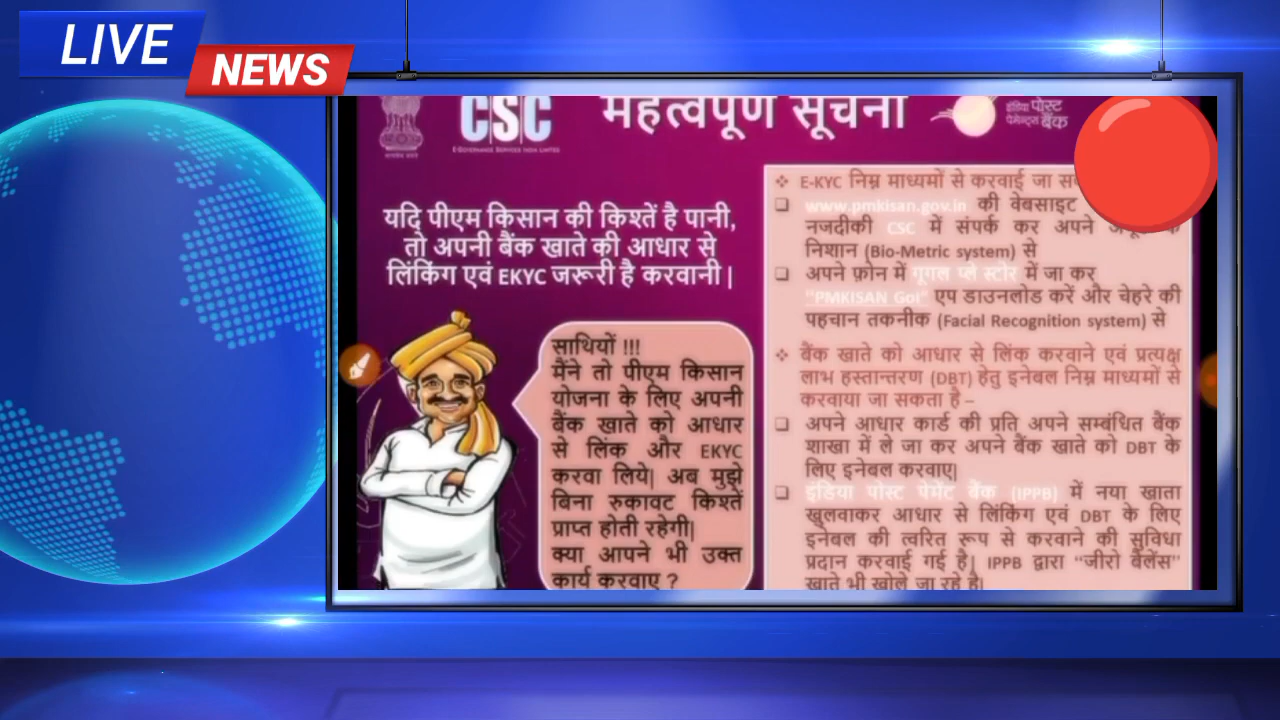 LIVE
NEWS
CSC
E-GOVERNANCE SERVICES INDIA LIMITED
महत्वपूर्ण सूचना
इंडिया पोस्ट
पेमेन्ट्स बैंक
यदि पीएम किसान की किश्तें है पानी,
तो अपनी बैंक खाते की आधार से
लिंकिंग एवं EKYC जरूरी है करवानी |
साथियों !!!
मैंने तो पीएम किसान
योजना के लिए अपनी
बैंक खाते को आधार
से लिंक और EKYC
करवा लिये| अब मुझे
बिना रुकावट किश्तें
प्राप्त होती रहेगी|
क्या आपने भी उक्त
कार्य करवाए ?
❖ E-KYC निम्न माध्यमों से करवाई जा
❑ www.pmkisan.gov.in की वेबसाइट
नजदीकी CSC में संपर्क कर अपने
निशान (Bio-Metric system) से
❑ अपने फ़ोन में गूगल प्ले स्टोर में जा कर
"PMKISAN GoI" एप डाउनलोड करें और चेहरे की
पहचान तकनीक (Facial Recognition system) से
❖ बैंक खाते को आधार से लिंक करवाने एवं प्रत्यक्ष
लाभ हस्तान्तरण (DBT) हेतु इनेबल निम्न माध्यमों से
करवाया जा सकता है –
❑ अपने आधार कार्ड की प्रति अपने सम्बंधित बैंक
शाखा में ले जा कर अपने बैंक खाते को DBT के
लिए इनेबल करवाए|
❑ इंडिया पोस्ट पेमेंट बैंक (IPPB) में नया खाता
खुलवाकर आधार से लिंकिंग एवं DBT के लिए
इनेबल की त्वरित रूप से करवाने की सुविधा
प्रदान करवाई गई है| IPPB द्वारा "जीरो बैलेंस"
खाते भी खोले जा रहे है|